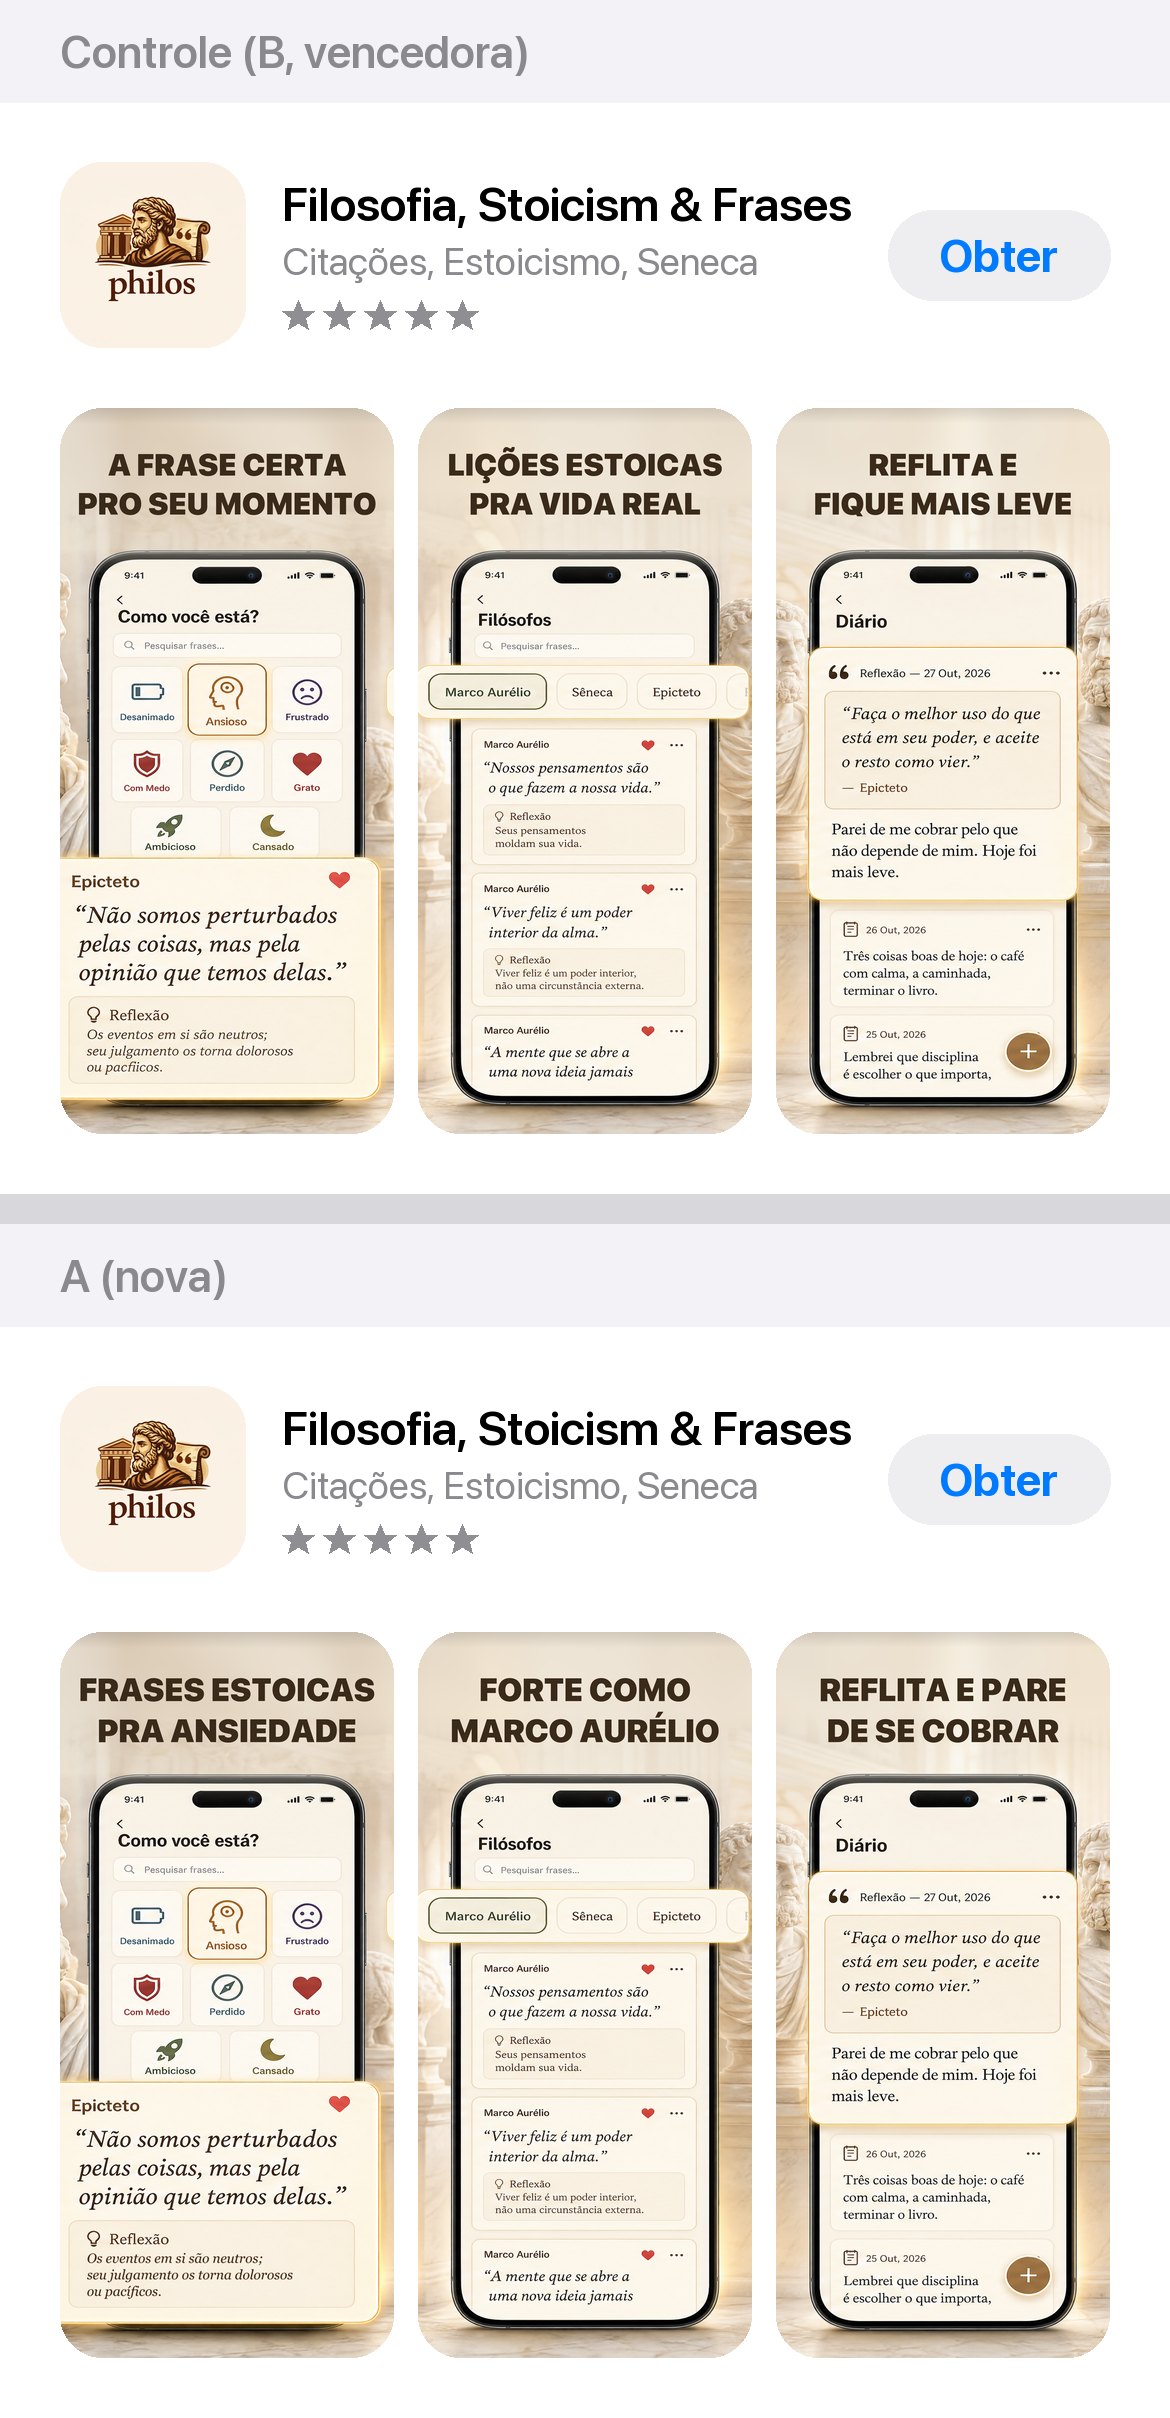 Controle (B, vencedora)
philos
Filosofia, Stoicism & Frases
Citações, Estoicismo, Seneca
Obter
A FRASE CERTA
PRO SEU MOMENTO
9:41
Como você está?
Pesquisar frases...
Desanimado
Ansioso
Frustrado
Com Medo
Perdido
Grato
Ambicioso
Cansado
Epicteto
“Não somos perturbados
pelas coisas, mas pela
opinião que temos delas.”
Reflexão
Os eventos em si são neutros;
seu julgamento os torna dolorosos
ou pacfiicos.
LIÇÕES ESTOICAS
PRA VIDA REAL
9:41
Filósofos
Pesquisar frases...
Marco Aurélio
Sêneca
Epicteto
Marco Aurélio
“Nossos pensamentos são
o que fazem a nossa vida.”
Reflexão
Seus pensamentos
moldam sua vida.
Marco Aurélio
“Viver feliz é um poder
interior da alma.”
Reflexão
Viver feliz é um poder interior,
não uma circunstância externa.
Marco Aurélio
“A mente que se abre a
uma nova ideia jamais
REFLITA E
FIQUE MAIS LEVE
9:41
Diário
Reflexão — 27 Out, 2026
“Faça o melhor uso do que
está em seu poder, e aceite
o resto como vier.”
— Epicteto
Parei de me cobrar pelo que
não depende de mim. Hoje foi
mais leve.
26 Out, 2026
Três coisas boas de hoje: o café
com calma, a caminhada,
terminar o livro.
25 Out, 2026
Lembrei que disciplina
é escolher o que importa,
A (nova)
philos
Filosofia, Stoicism & Frases
Citações, Estoicismo, Seneca
Obter
FRASES ESTOICAS
PRA ANSIEDADE
9:41
Como você está?
Pesquisar frases...
Desanimado
Ansioso
Frustrado
Com Medo
Perdido
Grato
Ambicioso
Cansado
Epicteto
“Não somos perturbados
pelas coisas, mas pela
opinião que temos delas.”
Reflexão
Os eventos em si são neutros;
seu julgamento os torna dolorosos
ou pacíficos.
FORTE COMO
MARCO AURÉLIO
9:41
Filósofos
Pesquisar frases...
Marco Aurélio
Sêneca
Epicteto
Marco Aurélio
“Nossos pensamentos são
o que fazem a nossa vida.”
Reflexão
Seus pensamentos
moldam sua vida.
Marco Aurélio
“Viver feliz é um poder
interior da alma.”
Reflexão
Viver feliz é um poder interior,
não uma circunstância externa.
Marco Aurélio
“A mente que se abre a
uma nova ideia jamais
REFLITA E PARE
DE SE COBRAR
9:41
Diário
Reflexão — 27 Out, 2026
“Faça o melhor uso do que
está em seu poder, e aceite
o resto como vier.”
— Epicteto
Parei de me cobrar pelo que
não depende de mim. Hoje foi
mais leve.
26 Out, 2026
Três coisas boas de hoje: o café
com calma, a caminhada,
terminar o livro.
25 Out, 2026
Lembrei que disciplina
é escolher o que importa,